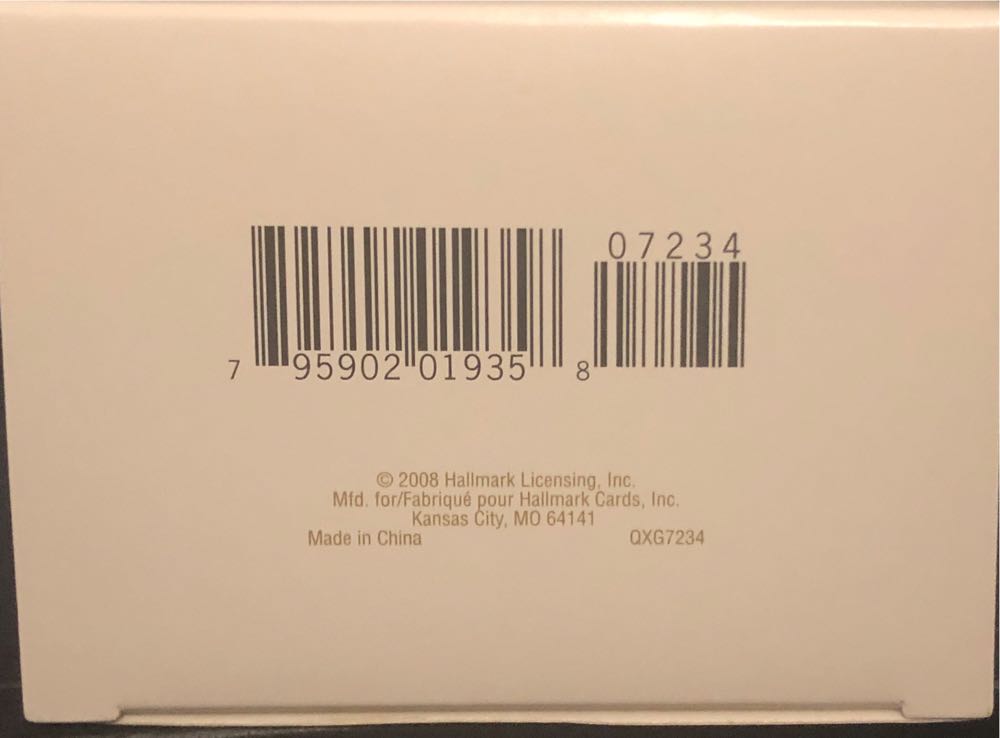 07234
7 95902 01935 8
© 2008 Hallmark Licensing, Inc.
Mfd. for/Fabriqué pour Hallmark Cards, Inc.
Kansas City, MO 64141
Made in China QXG7234